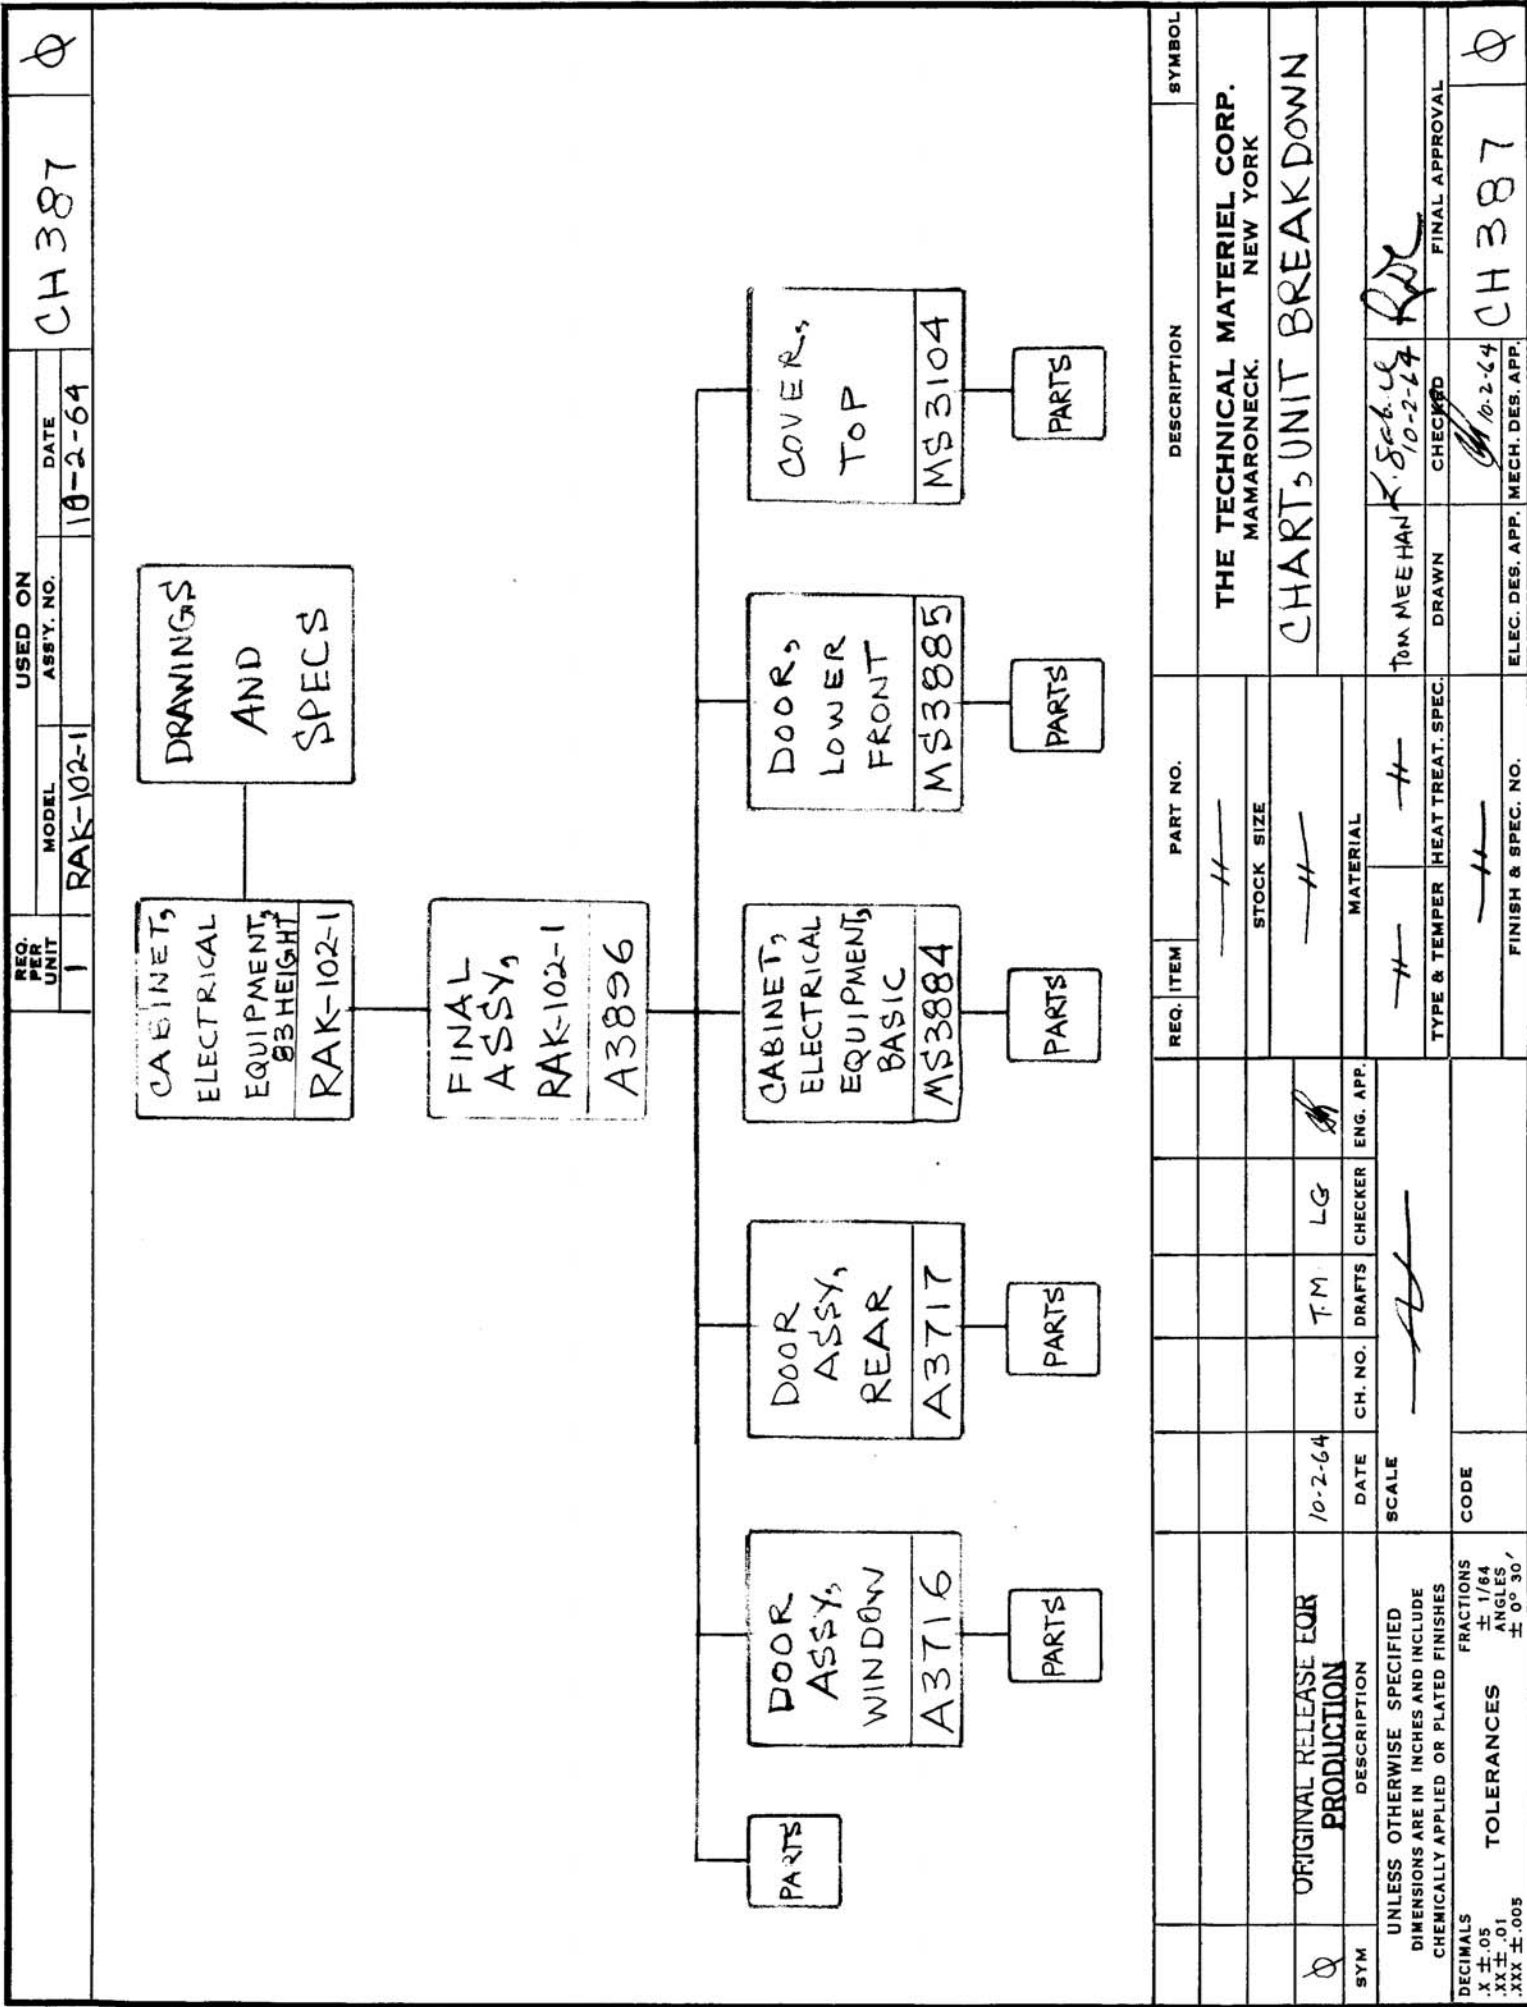 REQ.
PER
UNIT
USED ON
MODEL
ASS'Y. NO.
DATE
1
RAK-102-1
10-2-64
CH387
Ø
CABINET,
ELECTRICAL
EQUIPMENT,
83 HEIGHT
RAK-102-1
DRAWINGS
AND
SPECS
FINAL
ASSY,
RAK-102-1
A3896
PARTS
DOOR
ASSY,
WINDOW
A3716
DOOR
ASSY,
REAR
A3717
CABINET,
ELECTRICAL
EQUIPMENT,
BASIC
MS3884
DOOR,
LOWER
FRONT
MS3885
COVER,
TOP
MS3104
PARTS
PARTS
PARTS
PARTS
PARTS
REQ.
ITEM
PART NO.
DESCRIPTION
SYMBOL
STOCK SIZE
MATERIAL
TYPE & TEMPER
HEAT TREAT. SPEC.
FINISH & SPEC. NO.
THE TECHNICAL MATERIEL CORP.
MAMARONECK. NEW YORK
CHART, UNIT BREAKDOWN
TOM MEEHAN
10-2-64
DRAWN
CHECKED
FINAL APPROVAL
10-2-64
ELEC. DES. APP.
MECH. DES. APP.
CH 387
Ø
Ø
ORIGINAL RELEASE FOR
PRODUCTION
10-2-64
T.M.
LG
SYM
DESCRIPTION
DATE
CH. NO.
DRAFTS
CHECKER
ENG. APP.
UNLESS OTHERWISE SPECIFIED
DIMENSIONS ARE IN INCHES AND INCLUDE
CHEMICALLY APPLIED OR PLATED FINISHES
SCALE
DECIMALS
.X ±.05
.XX ±.01
.XXX ±.005
TOLERANCES
FRACTIONS
± 1/64
ANGLES
± 0° 30'
CODE